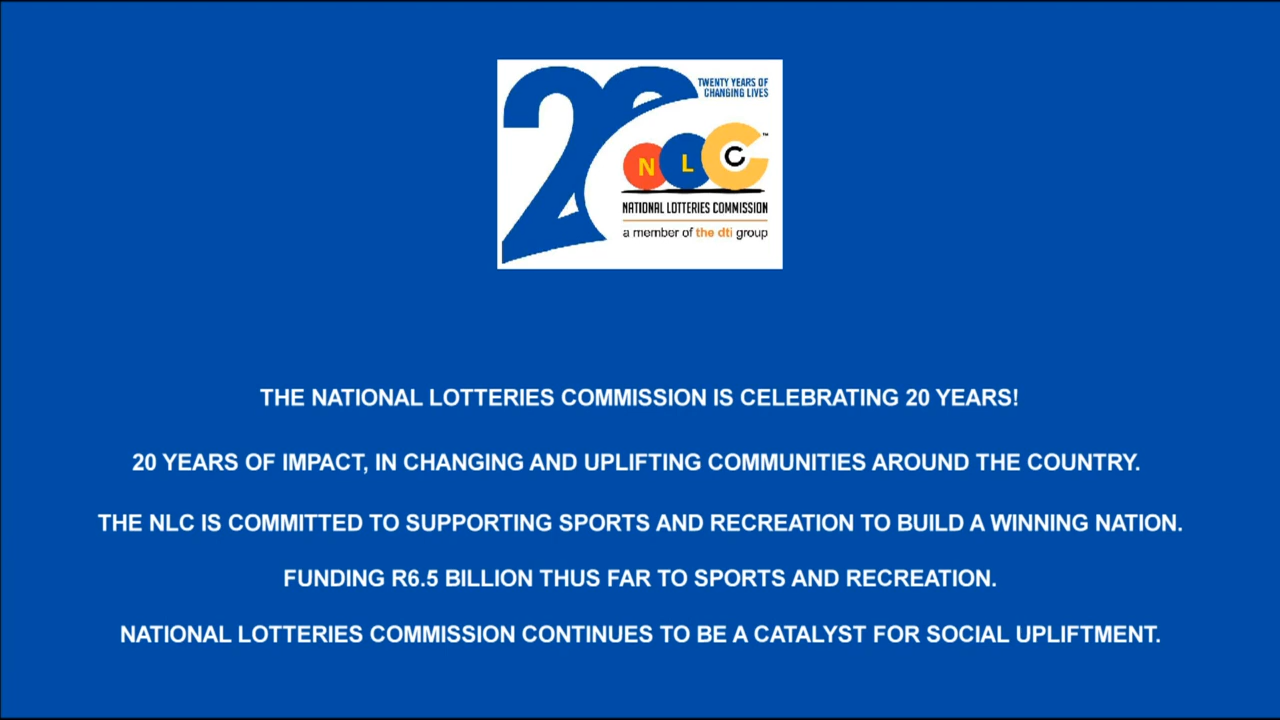 20
TWENTY YEARS OF
CHANGING LIVES
NLC™
NATIONAL LOTTERIES COMMISSION
a member of the dti group
THE NATIONAL LOTTERIES COMMISSION IS CELEBRATING 20 YEARS!
20 YEARS OF IMPACT, IN CHANGING AND UPLIFTING COMMUNITIES AROUND THE COUNTRY.
THE NLC IS COMMITTED TO SUPPORTING SPORTS AND RECREATION TO BUILD A WINNING NATION.
FUNDING R6.5 BILLION THUS FAR TO SPORTS AND RECREATION.
NATIONAL LOTTERIES COMMISSION CONTINUES TO BE A CATALYST FOR SOCIAL UPLIFTMENT.